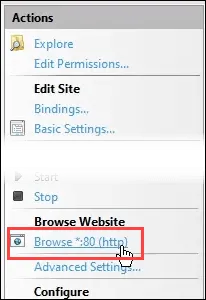 Actions
Explore
Edit Permissions...
Edit Site
Bindings...
Basic Settings...
Start
Stop
Browse Website
Browse *:80 (http)
Advanced Settings...
Configure